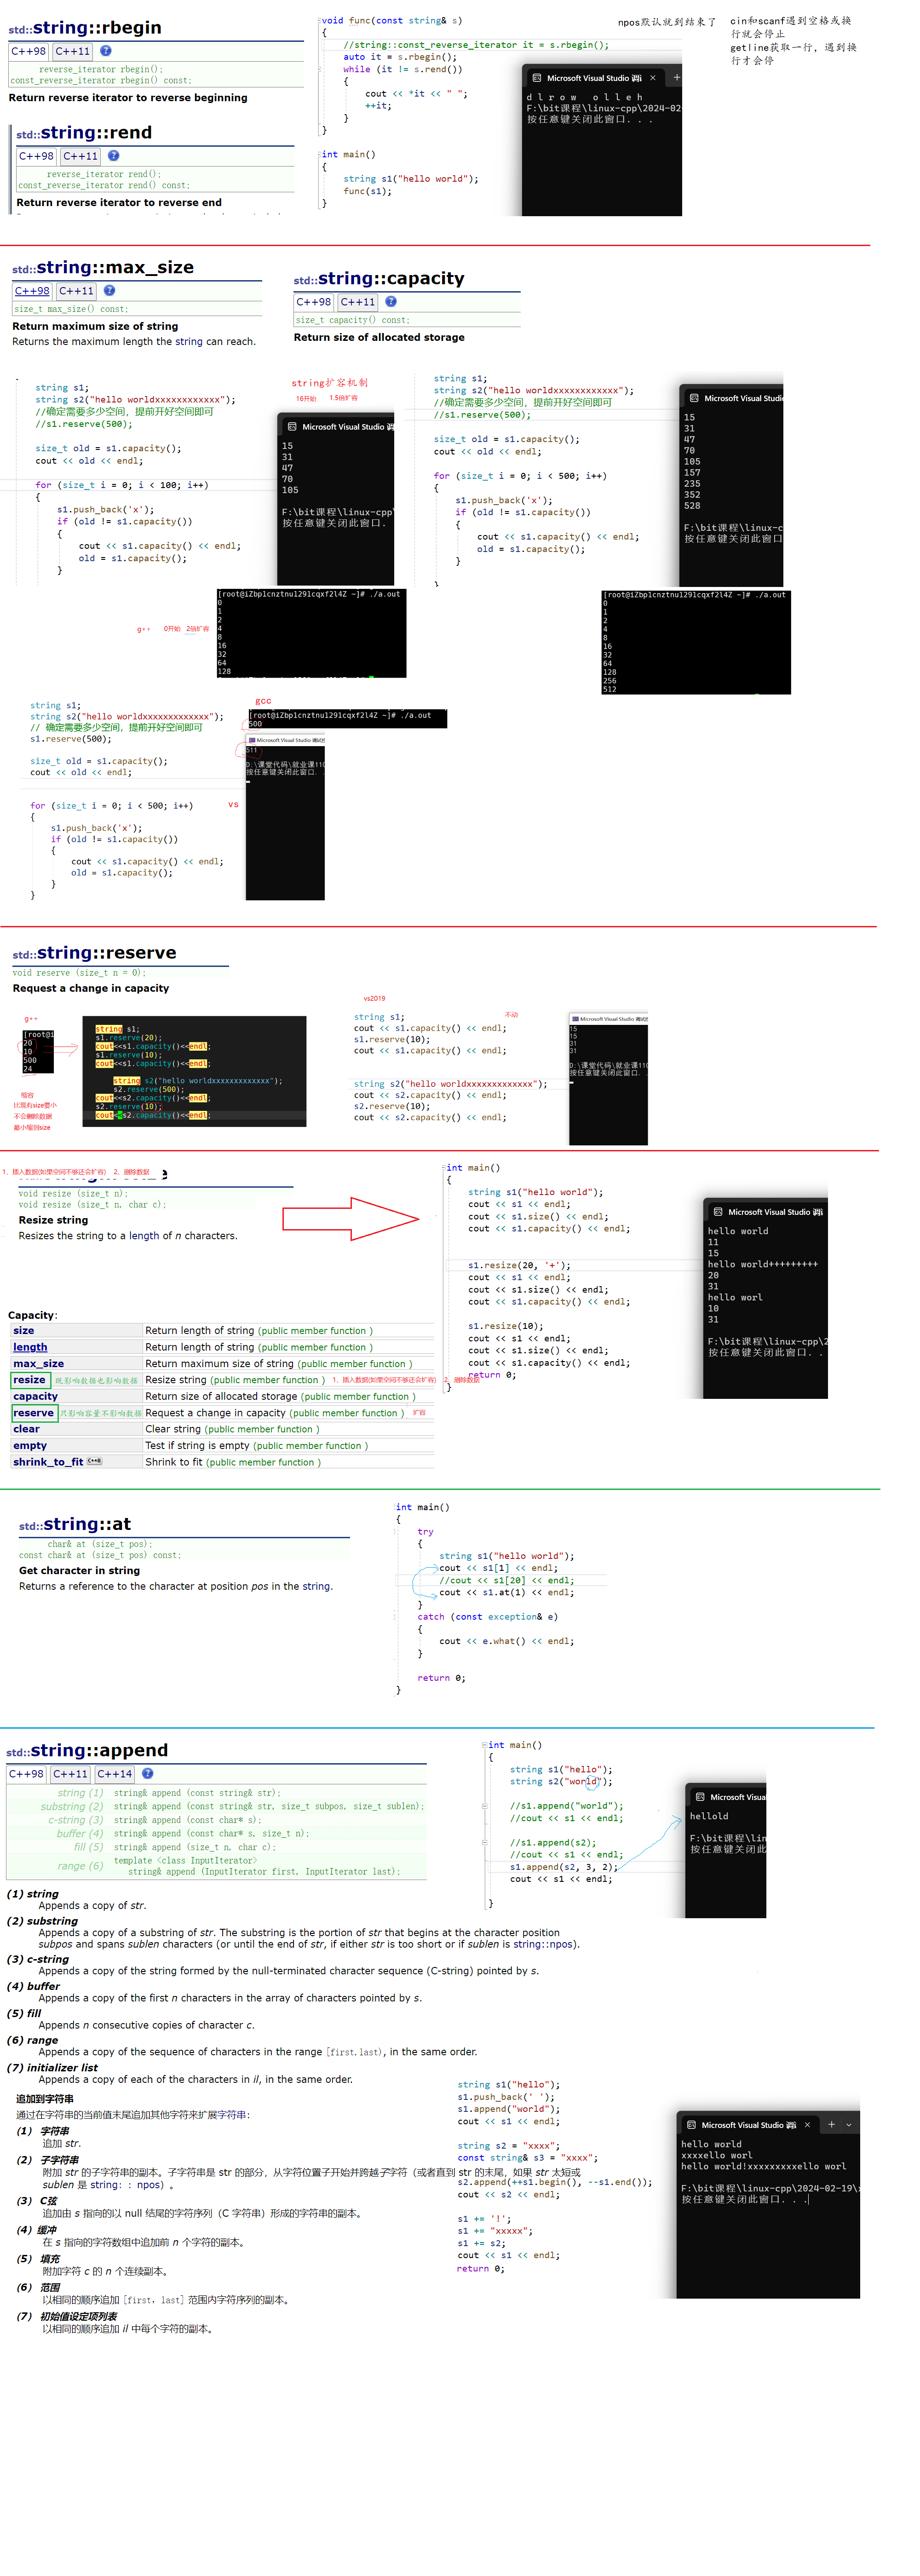 std::string::rbegin
C++98 C++11 ?
reverse_iterator rbegin();
const_reverse_iterator rbegin() const;
Return reverse iterator to reverse beginning
std::string::rend
C++98 C++11 ?
reverse_iterator rend();
const_reverse_iterator rend() const;
Return reverse iterator to reverse end
void func(const string& s)
{
//string::const_reverse_iterator it = s.rbegin();
auto it = s.rbegin();
while (it != s.rend())
{
cout << *it << " ";
++it;
}
}
int main()
{
string s1("hello world");
func(s1);
}
Microsoft Visual Studio 调试
d l r o w   o l l e h
F:\bit课程\linux-cpp\2024-02-
按任意键关闭此窗口. . .
npos默认就到结束了
cin和scanf遇到空格或换
行就会停止
getline获取一行，遇到换
行才会停
std::string::max_size
C++98 C++11 ?
size_t max_size() const;
Return maximum size of string
Returns the maximum length the string can reach.
std::string::capacity
C++98 C++11 ?
size_t capacity() const;
Return size of allocated storage
string s1;
string s2("hello worldxxxxxxxxxxxxx");
//确定需要多少空间，提前开好空间即可
//s1.reserve(500);
size_t old = s1.capacity();
cout << old << endl;
for (size_t i = 0; i < 100; i++)
{
s1.push_back('x');
if (old != s1.capacity())
{
cout << s1.capacity() << endl;
old = s1.capacity();
}
string扩容机制
16开始 1.5倍扩容
Microsoft Visual Studio 调
15
31
47
70
105
F:\bit课程\linux-cpp\
按任意键关闭此窗口.
string s1;
string s2("hello worldxxxxxxxxxxxxx");
//确定需要多少空间，提前开好空间即可
//s1.reserve(500);
size_t old = s1.capacity();
cout << old << endl;
for (size_t i = 0; i < 500; i++)
{
s1.push_back('x');
if (old != s1.capacity())
{
cout << s1.capacity() << endl;
old = s1.capacity();
}
}
Microsoft Visual Studio
15
31
47
70
105
157
235
352
528
F:\bit课程\linux-c
按任意键关闭此窗口
g++ 0开始 2倍扩容
[root@iZbp1cnztnu1291cqxf2l4Z ~]# ./a.out
0
1
2
4
8
16
32
64
128
[root@iZbp1cnztnu1291cqxf2l4Z ~]# ./a.out
0
1
2
4
8
16
32
64
128
256
512
string s1;
string s2("hello worldxxxxxxxxxxxxx");
// 确定需要多少空间，提前开好空间即可
s1.reserve(500);
size_t old = s1.capacity();
cout << old << endl;
for (size_t i = 0; i < 500; i++)
{
s1.push_back('x');
if (old != s1.capacity())
{
cout << s1.capacity() << endl;
old = s1.capacity();
}
}
gcc
[root@iZbp1cnztnu1291cqxf2l4Z ~]# ./a.out
500
vs
Microsoft Visual Studio 调试控
511
D:\课堂代码\就业课110
按任意键关闭此窗口. .
std::string::reserve
void reserve (size_t n = 0);
Request a change in capacity
g++
[root@i
20
10
500
24
缩容
比现有size要小
不会删除数据
最小缩到size
string s1;
s1.reserve(20);
cout<<s1.capacity()<<endl;
s1.reserve(10);
cout<<s1.capacity()<<endl;
string s2("hello worldxxxxxxxxxxxxx");
s2.reserve(500);
cout<<s2.capacity()<<endl;
s2.reserve(10);
cout<<s2.capacity()<<endl;
vs2019
string s1;
cout << s1.capacity() << endl;
s1.reserve(10);
cout << s1.capacity() << endl;
string s2("hello worldxxxxxxxxxxxxx");
cout << s2.capacity() << endl;
s2.reserve(10);
cout << s2.capacity() << endl;
不动
Microsoft Visual Studio 调试控
15
15
31
31
D:\课堂代码\就业课110
按任意键关闭此窗口. .
1、插入数据(如果空间不够还会扩容) 2、删除数据
void resize (size_t n);
void resize (size_t n, char c);
Resize string
Resizes the string to a length of n characters.
int main()
{
string s1("hello world");
cout << s1 << endl;
cout << s1.size() << endl;
cout << s1.capacity() << endl;
s1.resize(20, '+');
cout << s1 << endl;
cout << s1.size() << endl;
cout << s1.capacity() << endl;
s1.resize(10);
cout << s1 << endl;
cout << s1.size() << endl;
cout << s1.capacity() << endl;
return 0;
}
Microsoft Visual Studio 调试
hello world
11
15
hello world+++++++++
20
31
hello worl
10
31
F:\bit课程\linux-cpp\2
按任意键关闭此窗口. .
Capacity:
size Return length of string (public member function )
length Return length of string (public member function )
max_size Return maximum size of string (public member function )
resize 既影响数据也影响数据 Resize string (public member function ) 1、插入数据(如果空间不够还会扩容) 2、删除数据
capacity Return size of allocated storage (public member function )
reserve 只影响容量不影响数据 Request a change in capacity (public member function ) 扩容
clear Clear string (public member function )
empty Test if string is empty (public member function )
shrink_to_fit C++11 Shrink to fit (public member function )
std::string::at
char& at (size_t pos);
const char& at (size_t pos) const;
Get character in string
Returns a reference to the character at position pos in the string.
int main()
{
try
{
string s1("hello world");
cout << s1[1] << endl;
//cout << s1[20] << endl;
cout << s1.at(1) << endl;
}
catch (const exception& e)
{
cout << e.what() << endl;
}
return 0;
}
std::string::append
C++98 C++11 C++14 ?
string (1) string& append (const string& str);
substring (2) string& append (const string& str, size_t subpos, size_t sublen);
c-string (3) string& append (const char* s);
buffer (4) string& append (const char* s, size_t n);
fill (5) string& append (size_t n, char c);
range (6) template <class InputIterator>
string& append (InputIterator first, InputIterator last);
int main()
{
string s1("hello");
string s2("world");
//s1.append("world");
//cout << s1 << endl;
//s1.append(s2);
//cout << s1 << endl;
s1.append(s2, 3, 2);
cout << s1 << endl;
}
Microsoft Visual
hellold
F:\bit课程\lin
按任意键关闭此窗
(1) string
Appends a copy of str.
(2) substring
Appends a copy of a substring of str. The substring is the portion of str that begins at the character position
subpos and spans sublen characters (or until the end of str, if either str is too short or if sublen is string::npos).
(3) c-string
Appends a copy of the string formed by the null-terminated character sequence (C-string) pointed by s.
(4) buffer
Appends a copy of the first n characters in the array of characters pointed by s.
(5) fill
Appends n consecutive copies of character c.
(6) range
Appends a copy of the sequence of characters in the range [first,last), in the same order.
(7) initializer list
Appends a copy of each of the characters in il, in the same order.
追加到字符串
通过在字符串的当前值末尾追加其他字符来扩展字符串：
(1) 字符串
追加 str.
(2) 子字符串
附加 str 的子字符串的副本。子字符串是 str 的部分，从字符位置子开始并跨越子字符（或者直到 str 的末尾，如果 str 太短或
sublen 是 string：：npos）。
(3) C弦
追加由 s 指向的以 null 结尾的字符序列（C 字符串）形成的字符串的副本。
(4) 缓冲
在 s 指向的字符数组中追加前 n 个字符的副本。
(5) 填充
附加字符 c 的 n 个连续副本。
(6) 范围
以相同的顺序追加 [first, last] 范围内字符序列的副本。
(7) 初始值设定项列表
以相同的顺序追加 il 中每个字符的副本。
string s1("hello");
s1.push_back(' ');
s1.append("world");
cout << s1 << endl;
string s2 = "xxxx";
const string& s3 = "xxxx";
s2.append(++s1.begin(), --s1.end());
cout << s2 << endl;
s1 += '!';
s1 += "xxxxx";
s1 += s2;
cout << s1 << endl;
return 0;
Microsoft Visual Studio 调试
hello world
xxxxello worl
hello world!xxxxxxxxxello worl
F:\bit课程\linux-cpp\2024-02-19\x
按任意键关闭此窗口. . .